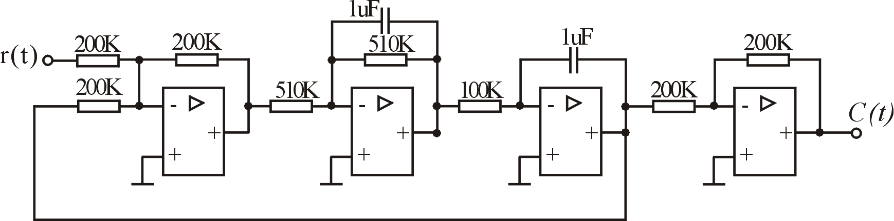 1uF
200K
200K
510K
1uF
200K
r(t)
200K
510K
100K
200K
C(t)
- + +
- + +
- + +
- + +